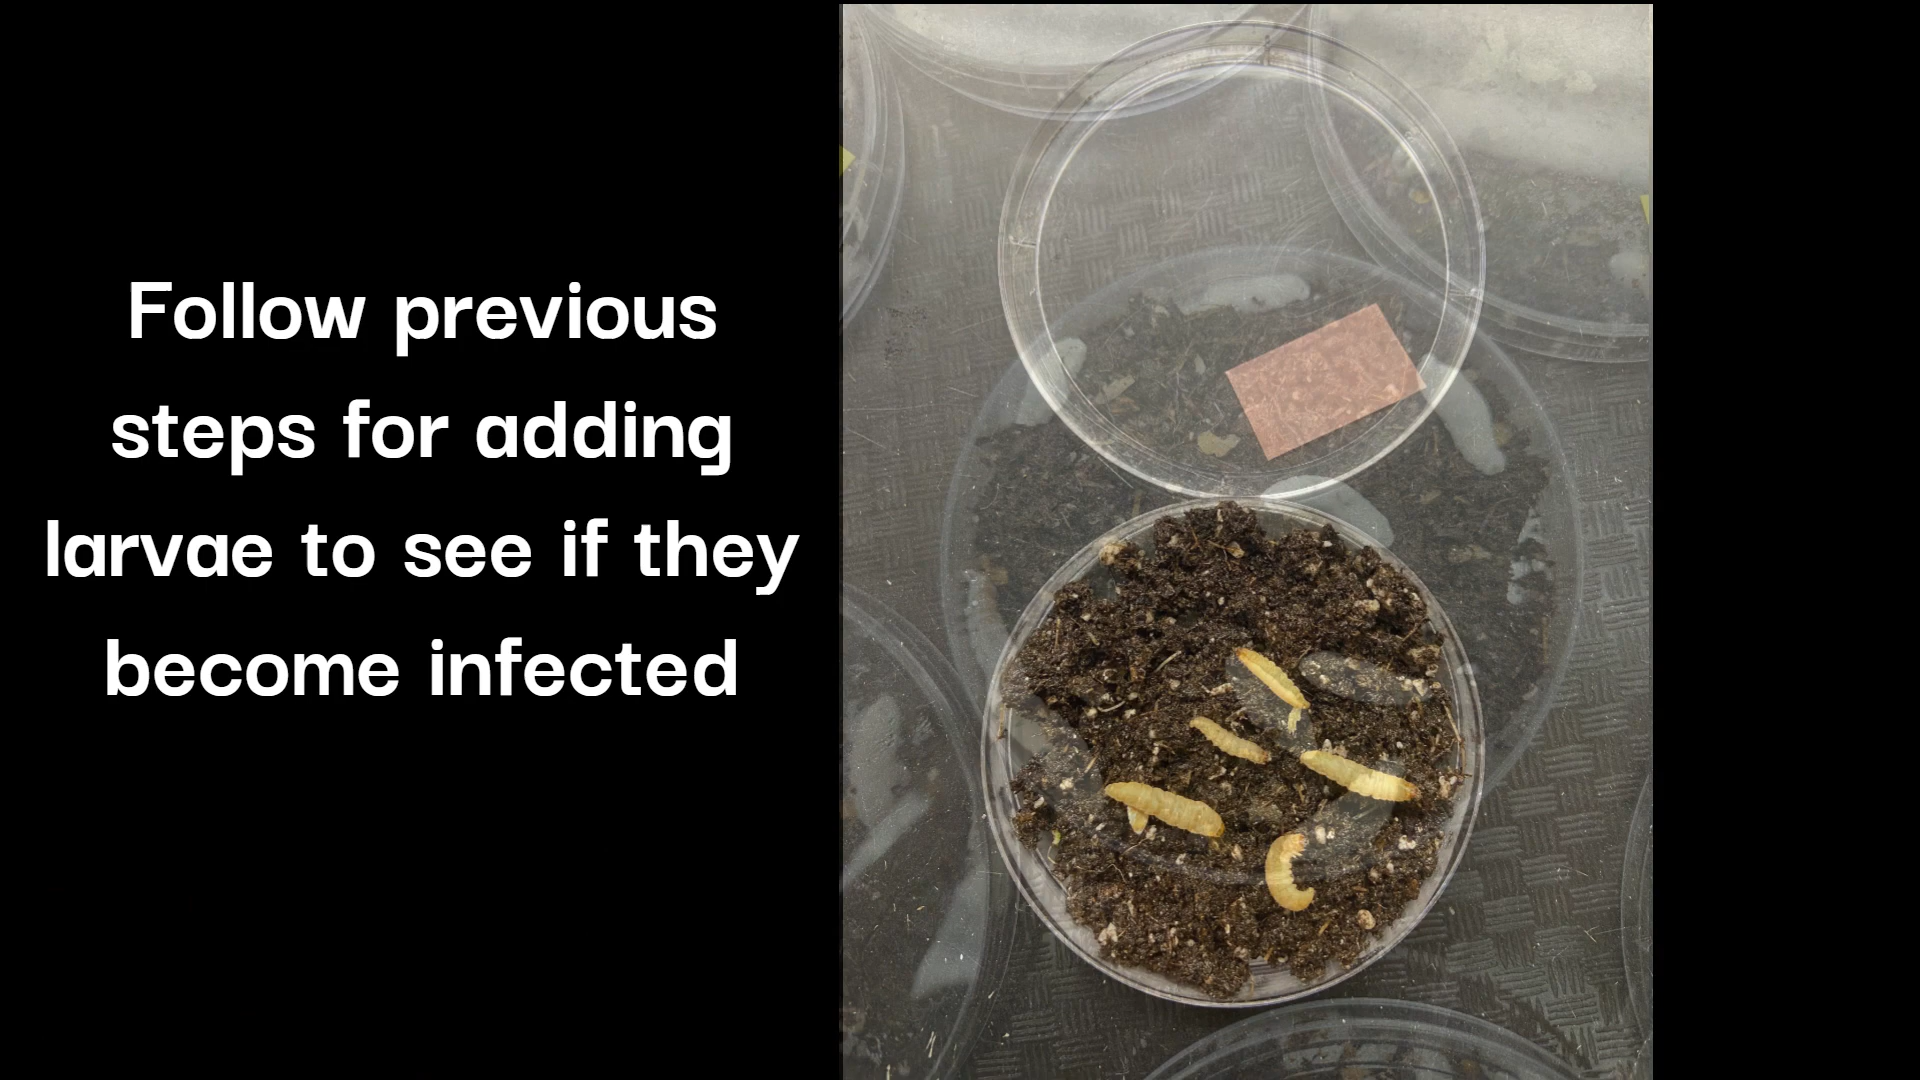 Follow previous
steps for adding
larvae to see if they
become infected